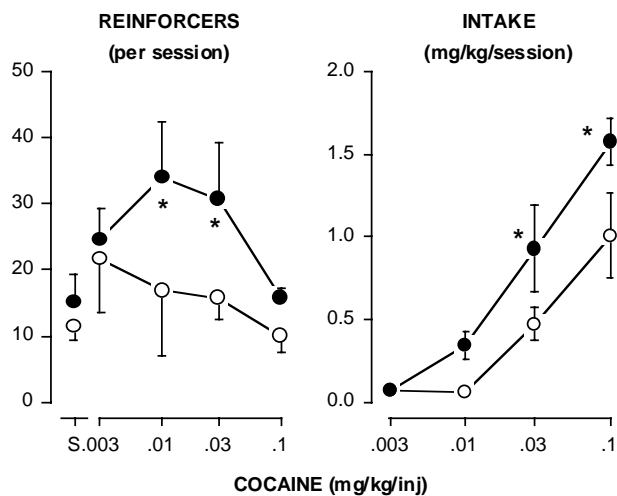 REINFORCERS
(per session)
50
40
30
20
10
0
*
*
S .003 .01 .03 .1
INTAKE
(mg/kg/session)
2.0
1.5
1.0
0.5
0.0
*
*
.003 .01 .03 .1
COCAINE (mg/kg/inj)